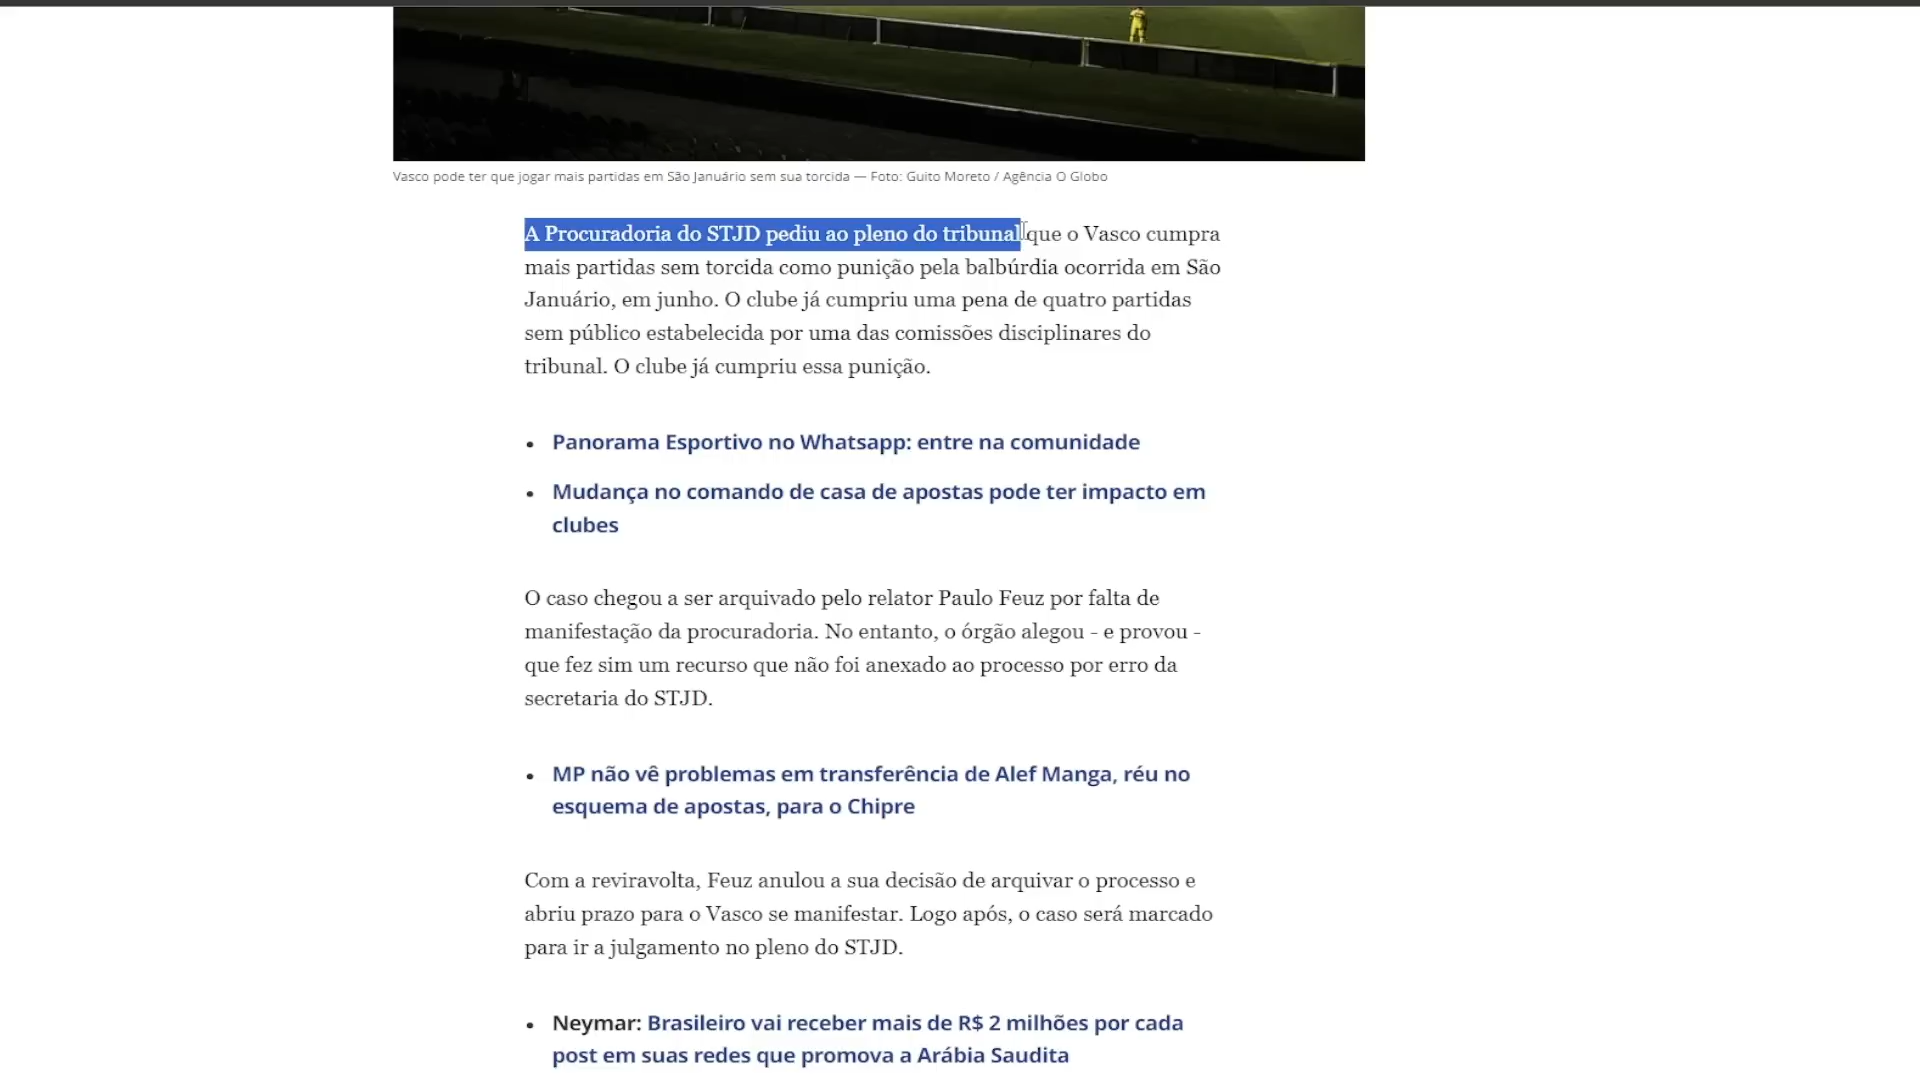 Vasco pode ter que jogar mais partidas em São Januário sem sua torcida — Foto: Guito Moreto / Agência O Globo
A Procuradoria do STJD pediu ao pleno do tribunal que o Vasco cumpra
mais partidas sem torcida como punição pela balbúrdia ocorrida em São
Januário, em junho. O clube já cumpriu uma pena de quatro partidas
sem público estabelecida por uma das comissões disciplinares do
tribunal. O clube já cumpriu essa punição.
• Panorama Esportivo no Whatsapp: entre na comunidade
• Mudança no comando de casa de apostas pode ter impacto em
clubes
O caso chegou a ser arquivado pelo relator Paulo Feuz por falta de
manifestação da procuradoria. No entanto, o órgão alegou - e provou -
que fez sim um recurso que não foi anexado ao processo por erro da
secretaria do STJD.
• MP não vê problemas em transferência de Alef Manga, réu no
esquema de apostas, para o Chipre
Com a reviravolta, Feuz anulou a sua decisão de arquivar o processo e
abriu prazo para o Vasco se manifestar. Logo após, o caso será marcado
para ir a julgamento no pleno do STJD.
• Neymar: Brasileiro vai receber mais de R$ 2 milhões por cada
post em suas redes que promova a Arábia Saudita